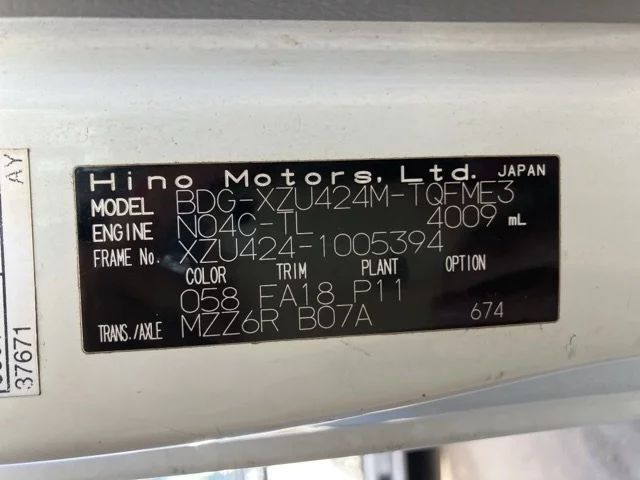 Hino Motors, Ltd. JAPAN
MODEL BDG-XZU424M-TQFME3
ENGINE N04C-TL 4009 mL
FRAME No. XZU424-1005394
COLOR TRIM PLANT OPTION
058 FA18 P11
TRANS./AXLE MZZ6R B07A 674
AY
37671